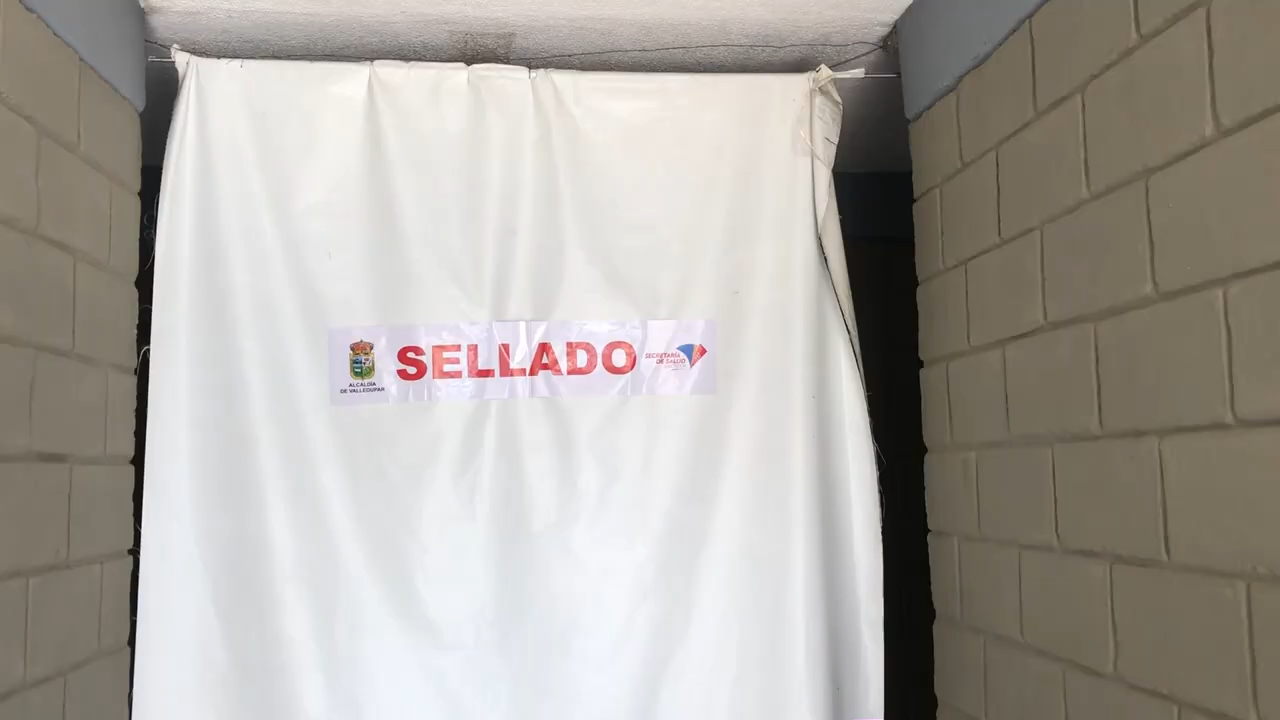 ALCALDÍA
DE VALLEDUPAR
SELLADO
SECRETARÍA
DE SALUD